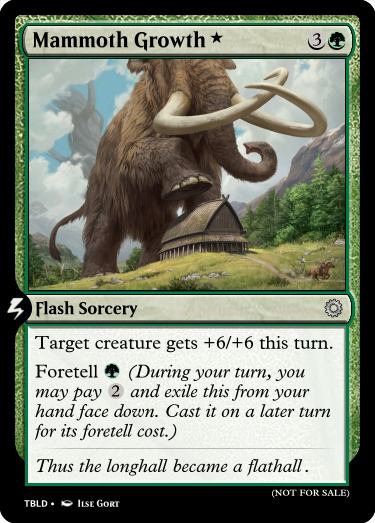 Mammoth Growth ★ 3
Flash Sorcery
Target creature gets +6/+6 this turn.
Foretell (During your turn, you
may pay 2 and exile this from your
hand face down. Cast it on a later turn
for its foretell cost.)
Thus the longhall became a flathall.
(NOT FOR SALE)
TBLD • Ilse Gort